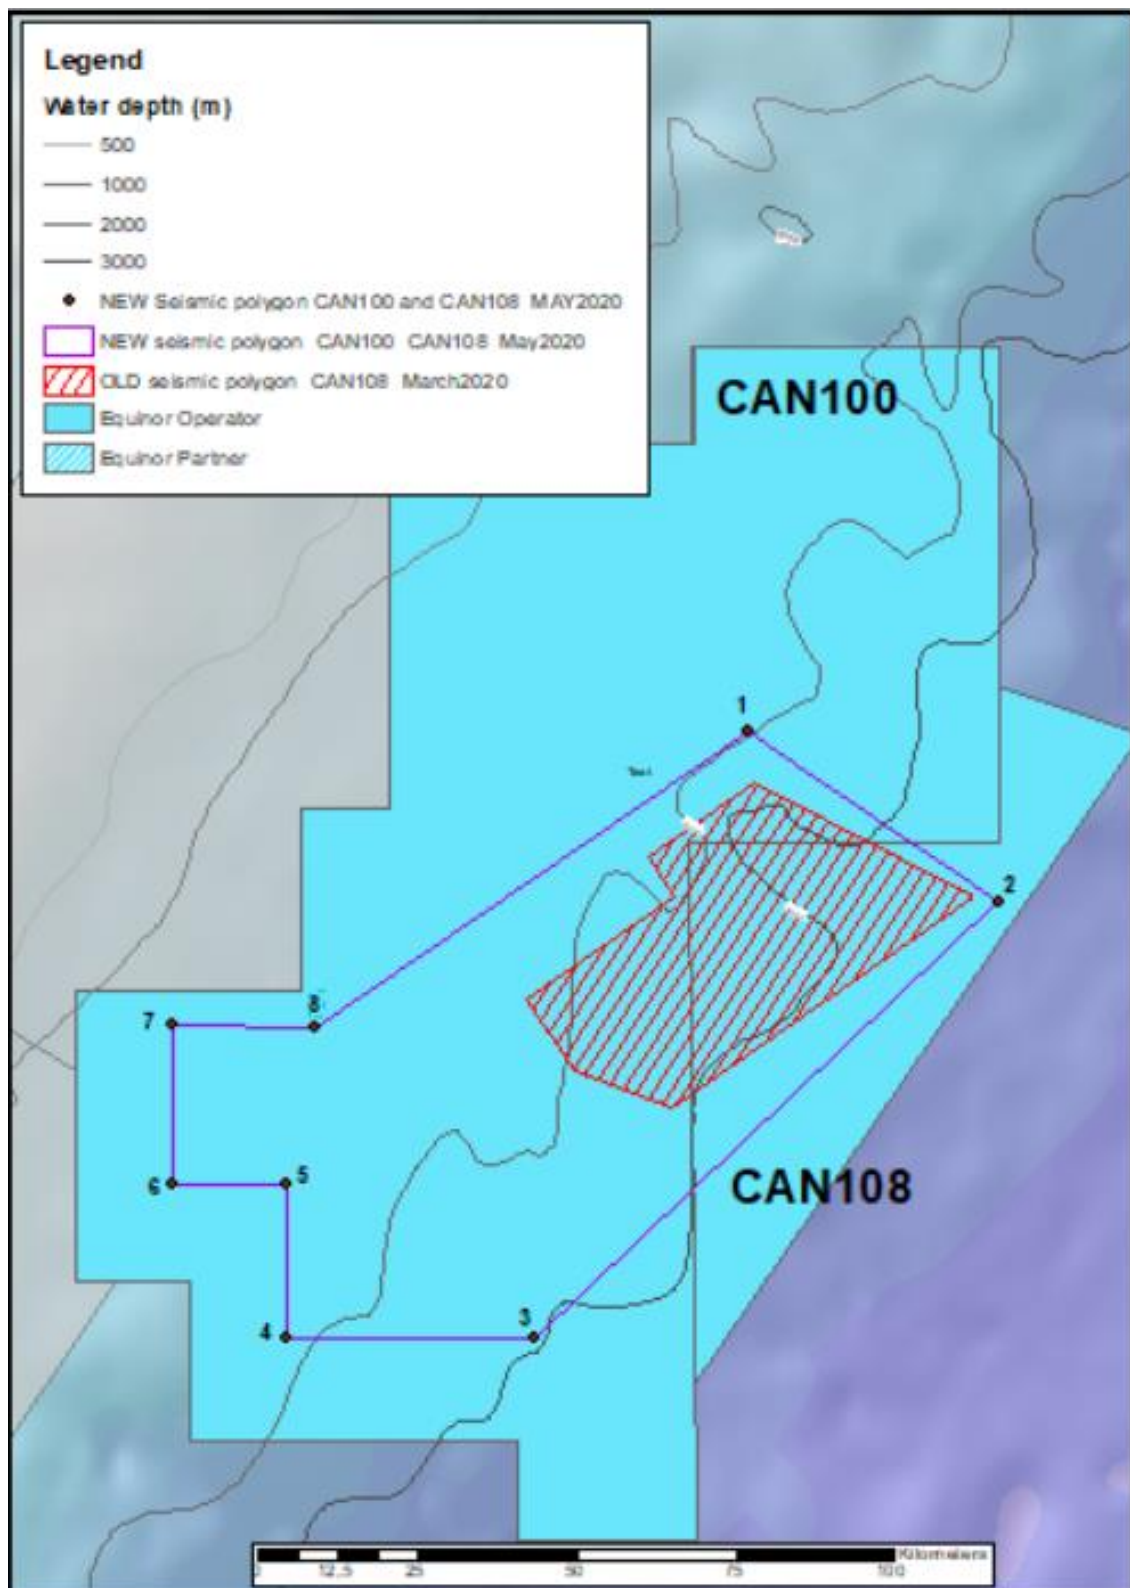 Legend
Water depth (m)
500
1000
2000
3000
NEW Seismic polygon CAN100 and CAN108 MAY2020
NEW seismic polygon CAN100 CAN108 May2020
OLD seismic polygon CAN108 March2020
Equinor Operator
Equinor Partner
CAN100
1
2
8
7
5
6
CAN108
3
4
Kilometers
0 12,5 25 50 75 100